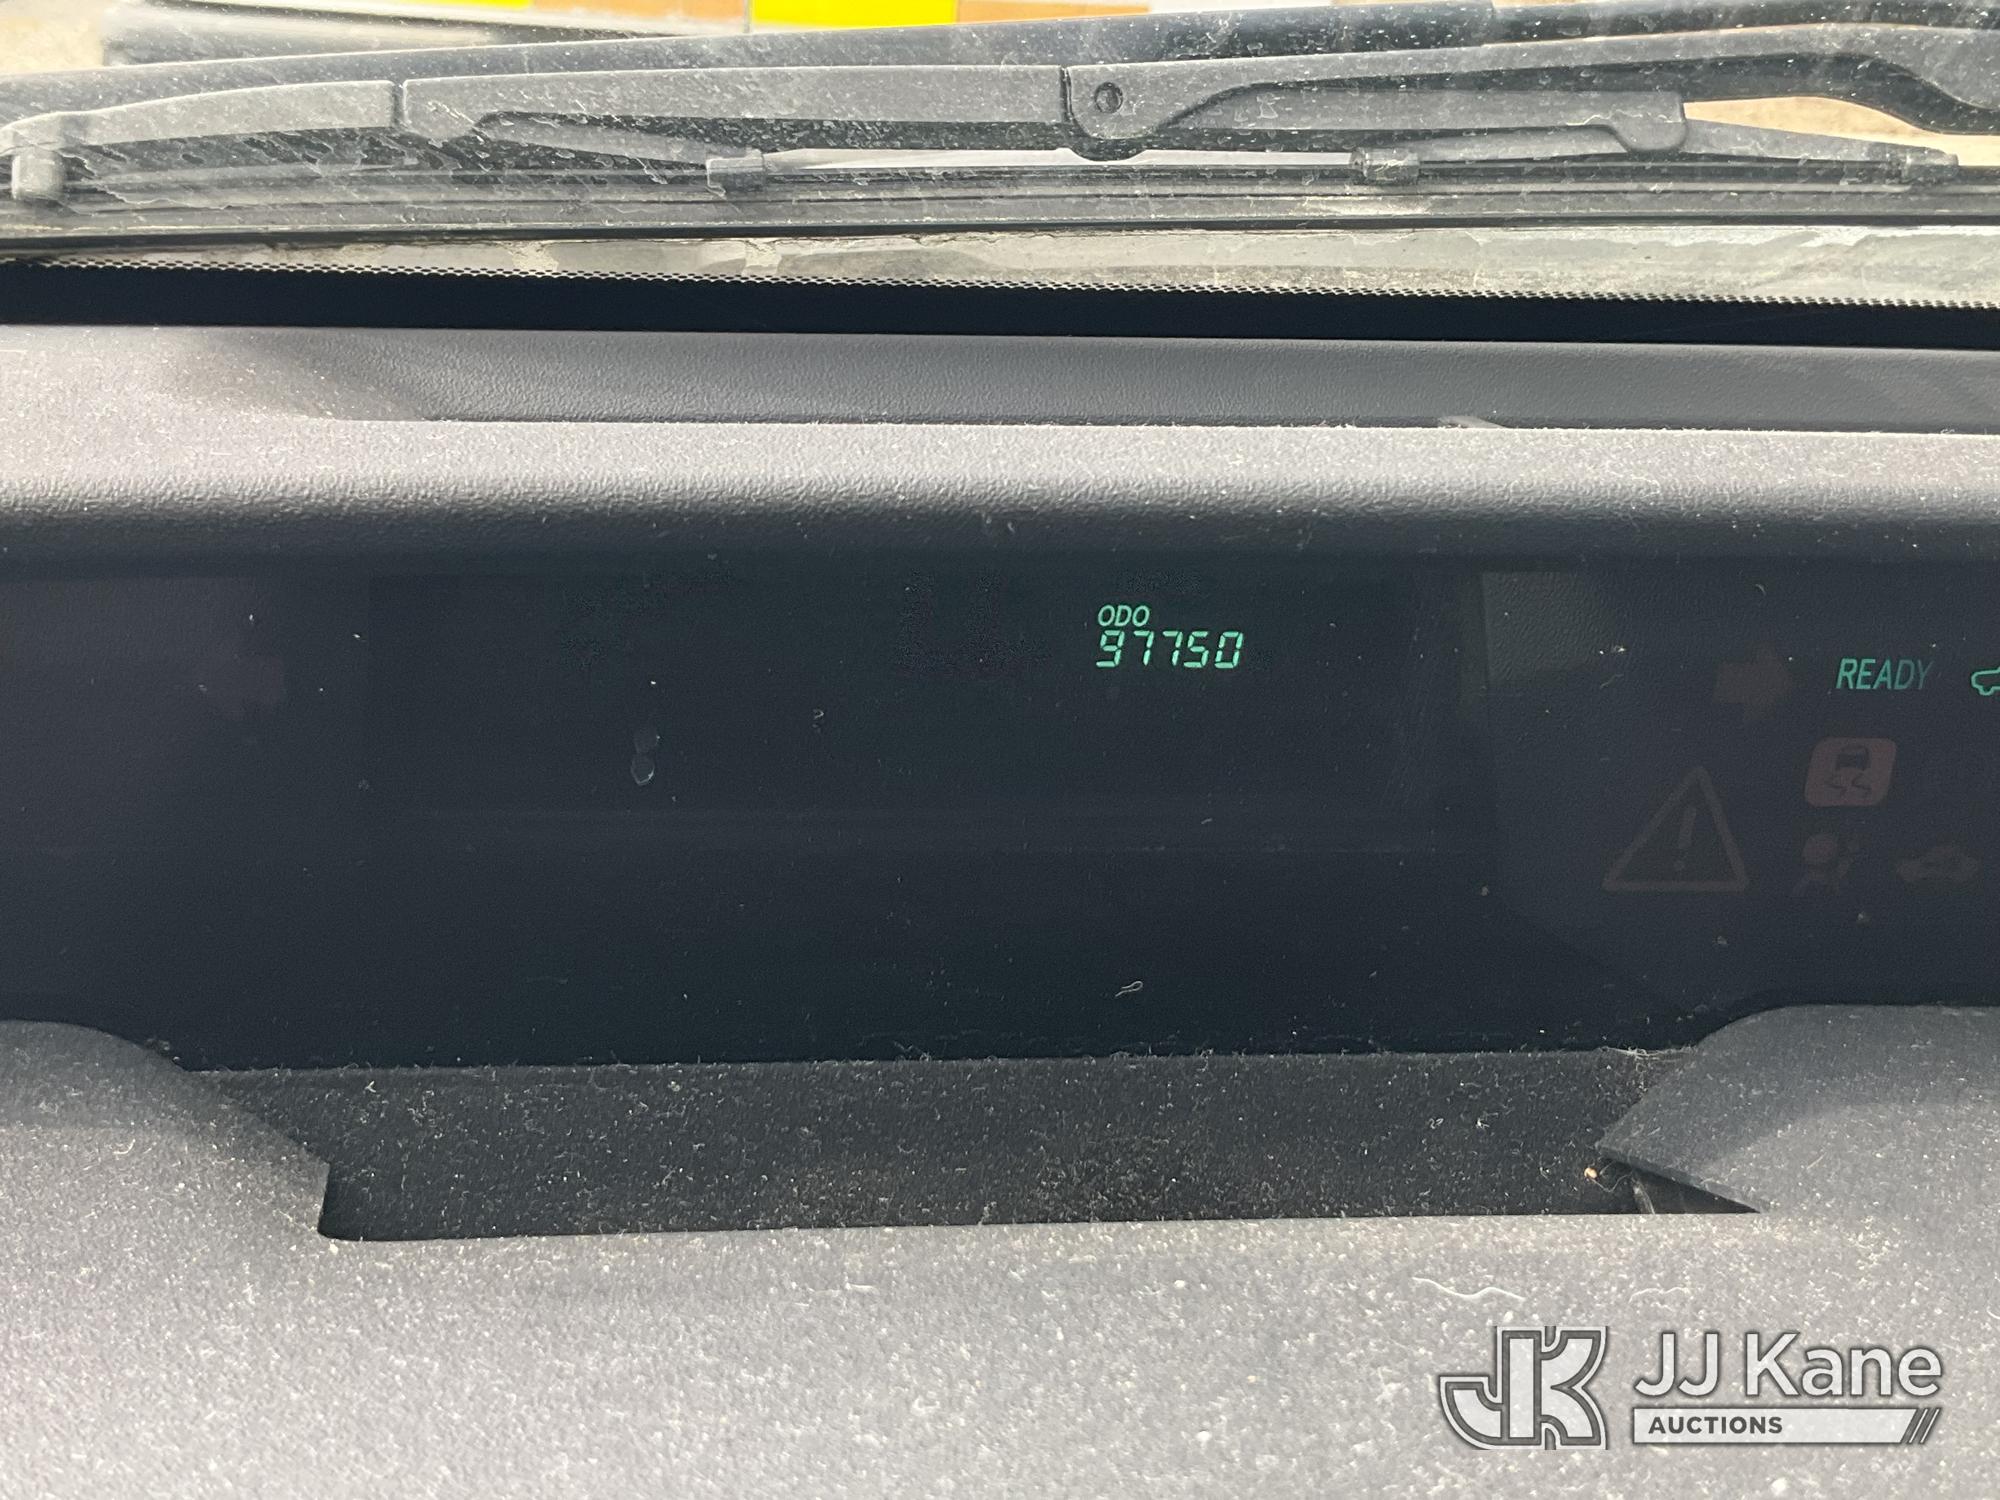 ODO
97750
READY
JJ Kane
AUCTIONS